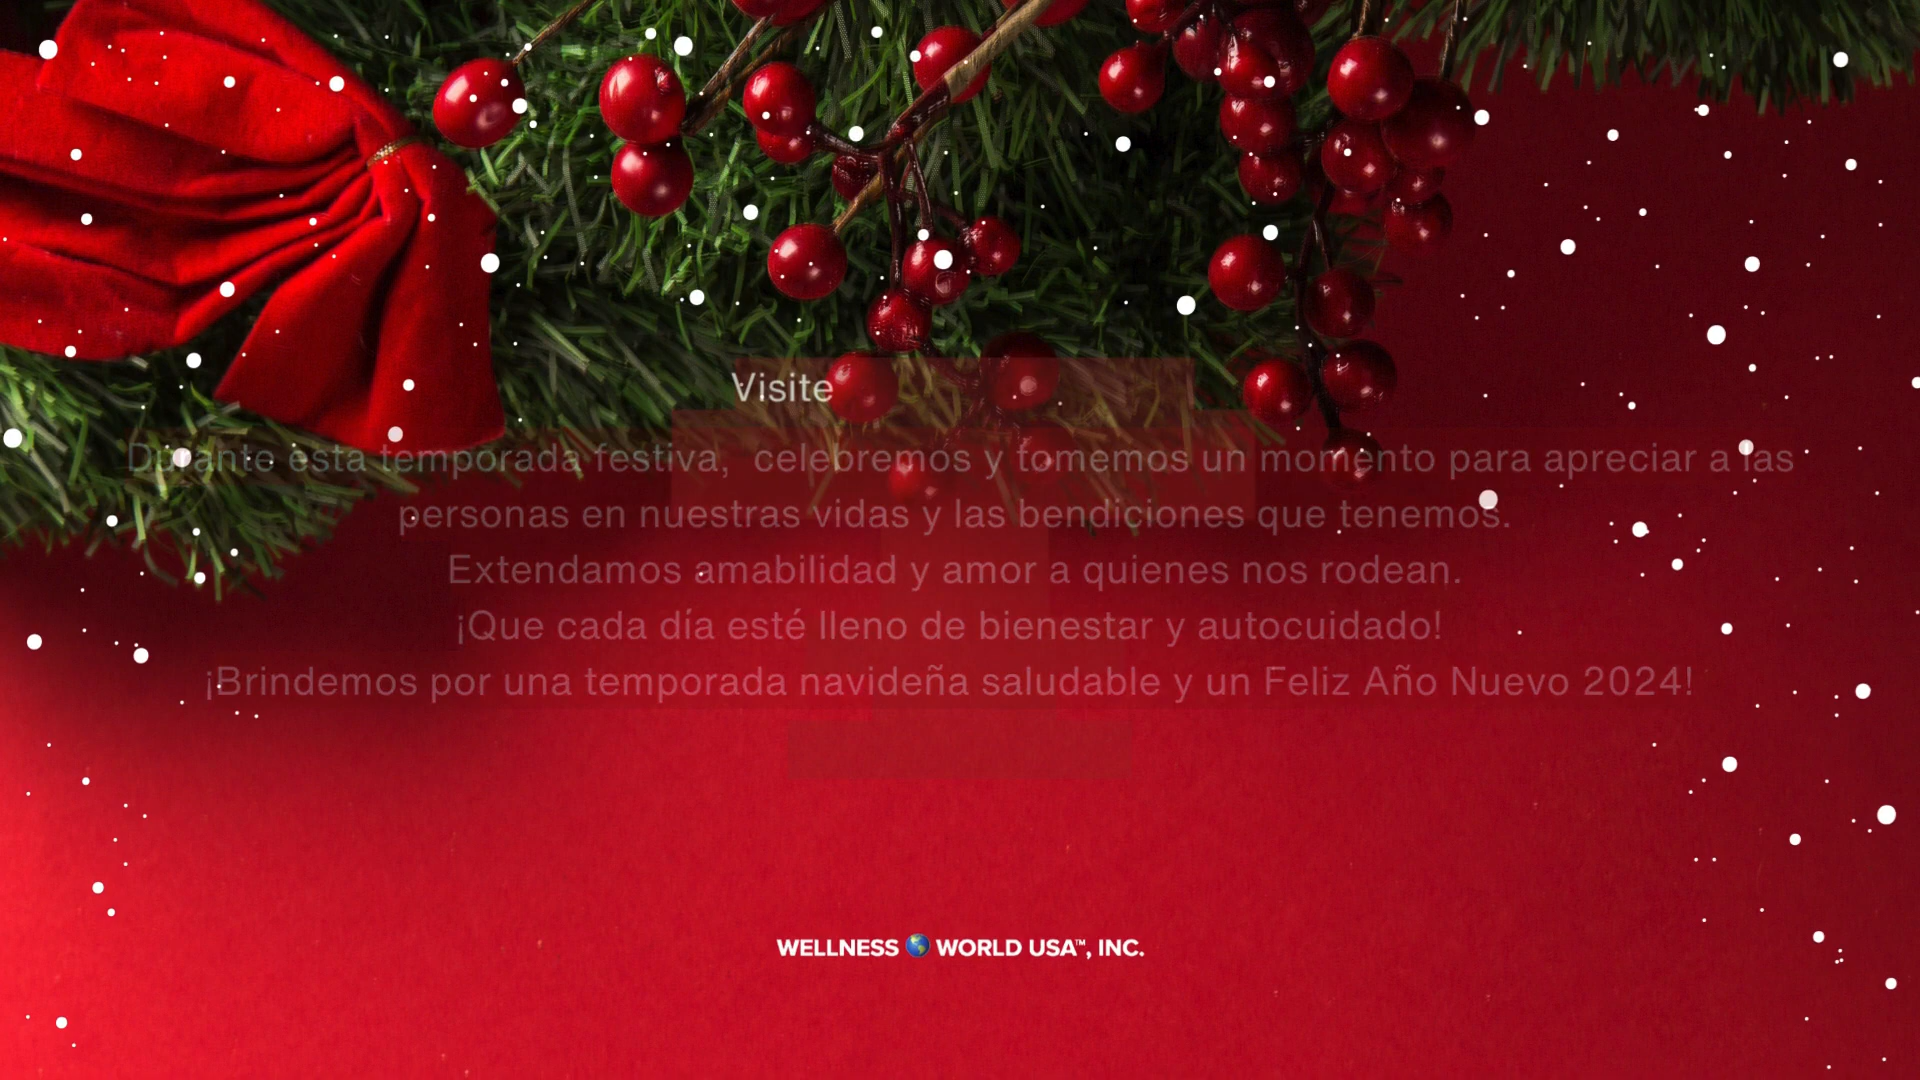 Visite
Durante esta temporada festiva, celebremos y tomemos un momento para apreciar a las
personas en nuestras vidas y las bendiciones que tenemos.
Extendamos amabilidad y amor a quienes nos rodean.
¡Que cada día esté lleno de bienestar y autocuidado!
¡Brindemos por una temporada navideña saludable y un Feliz Año Nuevo 2024!
WELLNESS WORLD USA™, INC.